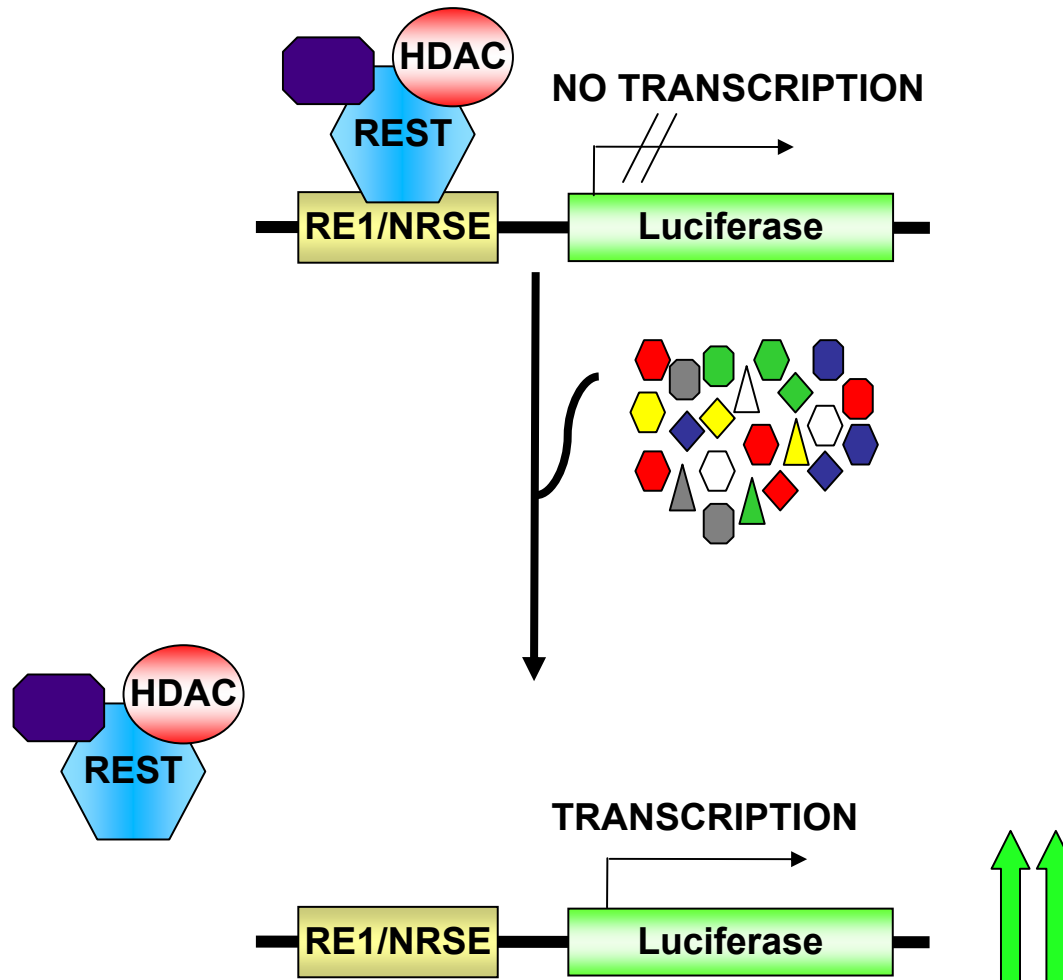 HDAC
NO TRANSCRIPTION
REST
RE1/NRSE
Luciferase
HDAC
REST
TRANSCRIPTION
RE1/NRSE
Luciferase